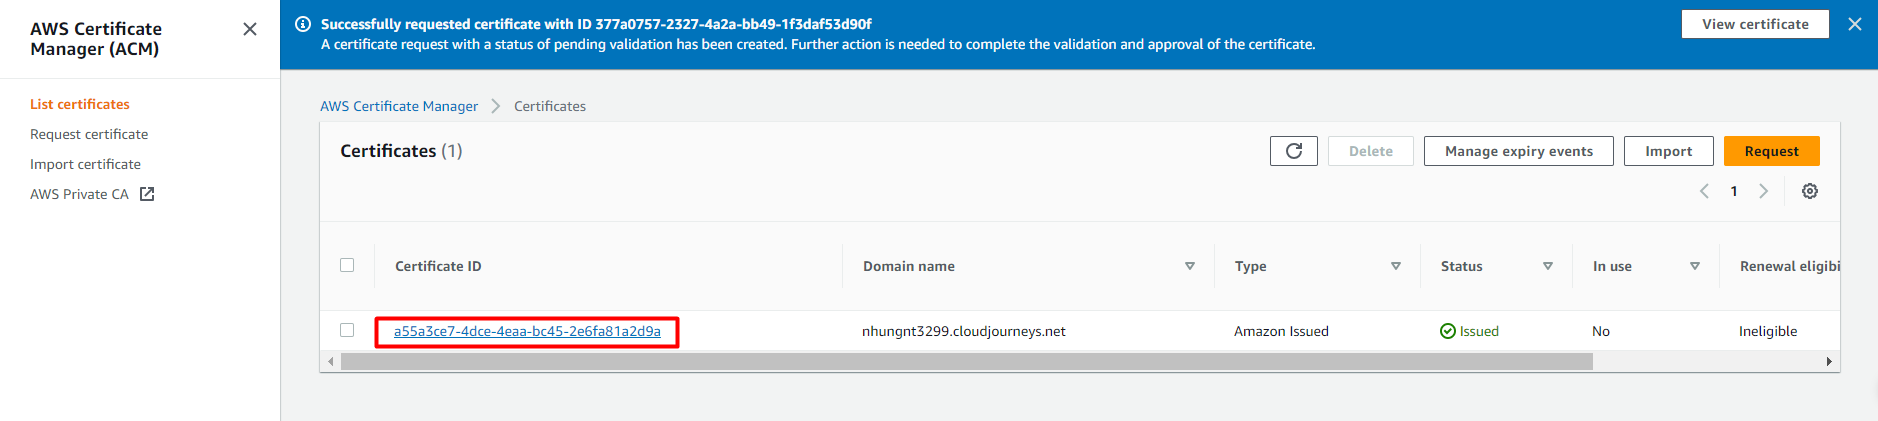 AWS Certificate
Manager (ACM)
List certificates
Request certificate
Import certificate
AWS Private CA
Successfully requested certificate with ID 377a0757-2327-4a2a-bb49-1f3daf53d90f
A certificate request with a status of pending validation has been created. Further action is needed to complete the validation and approval of the certificate.
View certificate
AWS Certificate Manager > Certificates
Certificates (1)
Delete
Manage expiry events
Import
Request
1
Certificate ID
Domain name
Type
Status
In use
Renewal eligibi
a55a3ce7-4dce-4eaa-bc45-2e6fa81a2d9a
nhungnt3299.cloudjourneys.net
Amazon Issued
Issued
No
Ineligible